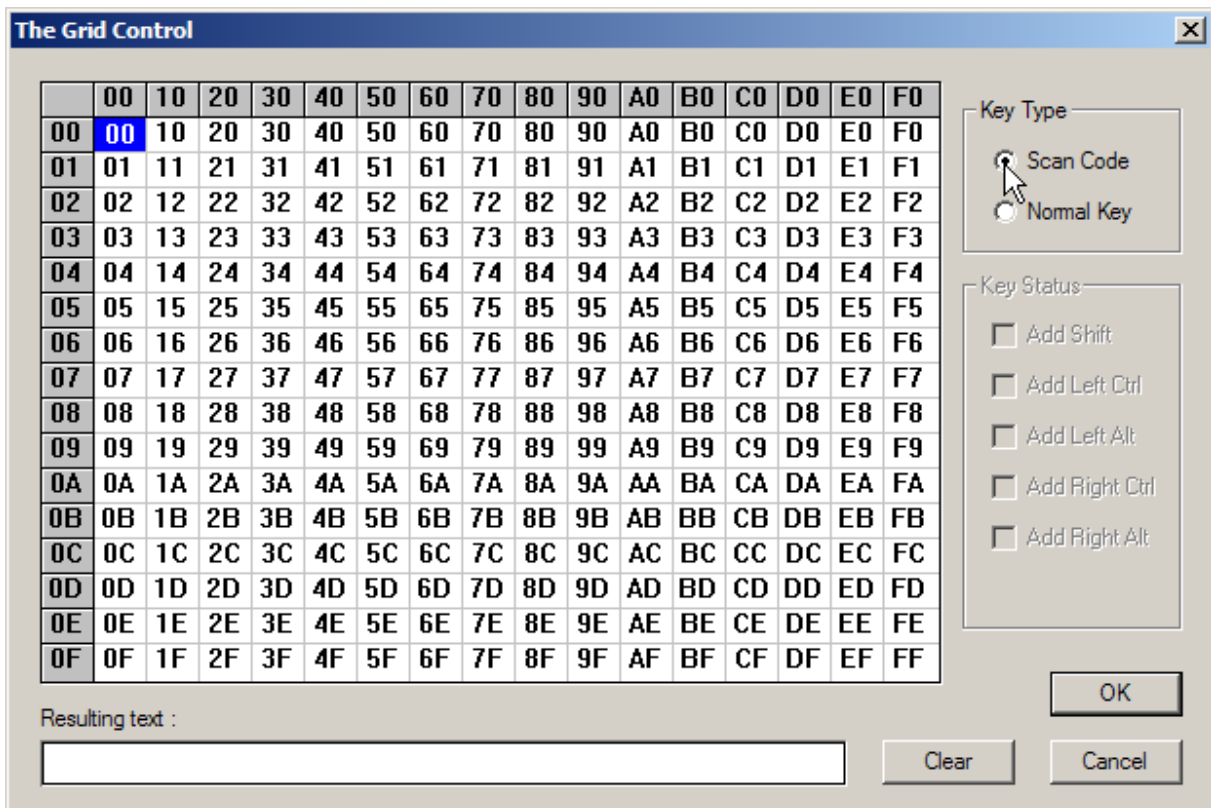 The Grid Control
00 10 20 30 40 50 60 70 80 90 A0 B0 C0 D0 E0 F0
00 00 10 20 30 40 50 60 70 80 90 A0 B0 C0 D0 E0 F0
01 01 11 21 31 41 51 61 71 81 91 A1 B1 C1 D1 E1 F1
02 02 12 22 32 42 52 62 72 82 92 A2 B2 C2 D2 E2 F2
03 03 13 23 33 43 53 63 73 83 93 A3 B3 C3 D3 E3 F3
04 04 14 24 34 44 54 64 74 84 94 A4 B4 C4 D4 E4 F4
05 05 15 25 35 45 55 65 75 85 95 A5 B5 C5 D5 E5 F5
06 06 16 26 36 46 56 66 76 86 96 A6 B6 C6 D6 E6 F6
07 07 17 27 37 47 57 67 77 87 97 A7 B7 C7 D7 E7 F7
08 08 18 28 38 48 58 68 78 88 98 A8 B8 C8 D8 E8 F8
09 09 19 29 39 49 59 69 79 89 99 A9 B9 C9 D9 E9 F9
0A 0A 1A 2A 3A 4A 5A 6A 7A 8A 9A AA BA CA DA EA FA
0B 0B 1B 2B 3B 4B 5B 6B 7B 8B 9B AB BB CB DB EB FB
0C 0C 1C 2C 3C 4C 5C 6C 7C 8C 9C AC BC CC DC EC FC
0D 0D 1D 2D 3D 4D 5D 6D 7D 8D 9D AD BD CD DD ED FD
0E 0E 1E 2E 3E 4E 5E 6E 7E 8E 9E AE BE CE DE EE FE
0F 0F 1F 2F 3F 4F 5F 6F 7F 8F 9F AF BF CF DF EF FF
Key Type
Scan Code
Normal Key
Key Status
Add Shift
Add Left Ctrl
Add Left Alt
Add Right Ctrl
Add Right Alt
Resulting text :
OK
Clear
Cancel